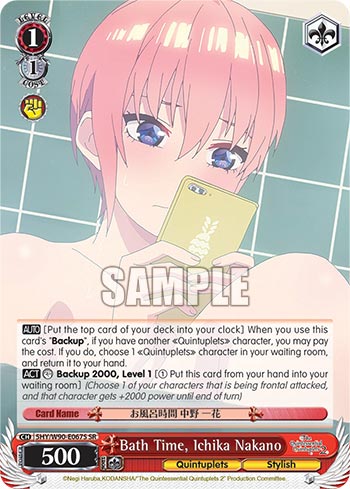 LEVEL
1
1
COST
SAMPLE
AUTO [Put the top card of your deck into your clock] When you use this
card's "Backup", if you have another «Quintuplets» character, you may pay
the cost. If you do, choose 1 «Quintuplets» character in your waiting room,
and return it to your hand.
ACT Backup 2000, Level 1 [① Put this card from your hand into your
waiting room] (Choose 1 of your characters that is being frontal attacked,
and that character gets +2000 power until end of turn)
Card Name お風呂時間 中野 一花
CH 5HY/W90-E067S SR
POWER
500
Bath Time, Ichika Nakano
Quintuplets Stylish
©Negi Haruba,KODANSHA/"The Quintessential Quintuplets 2" Production Committee.